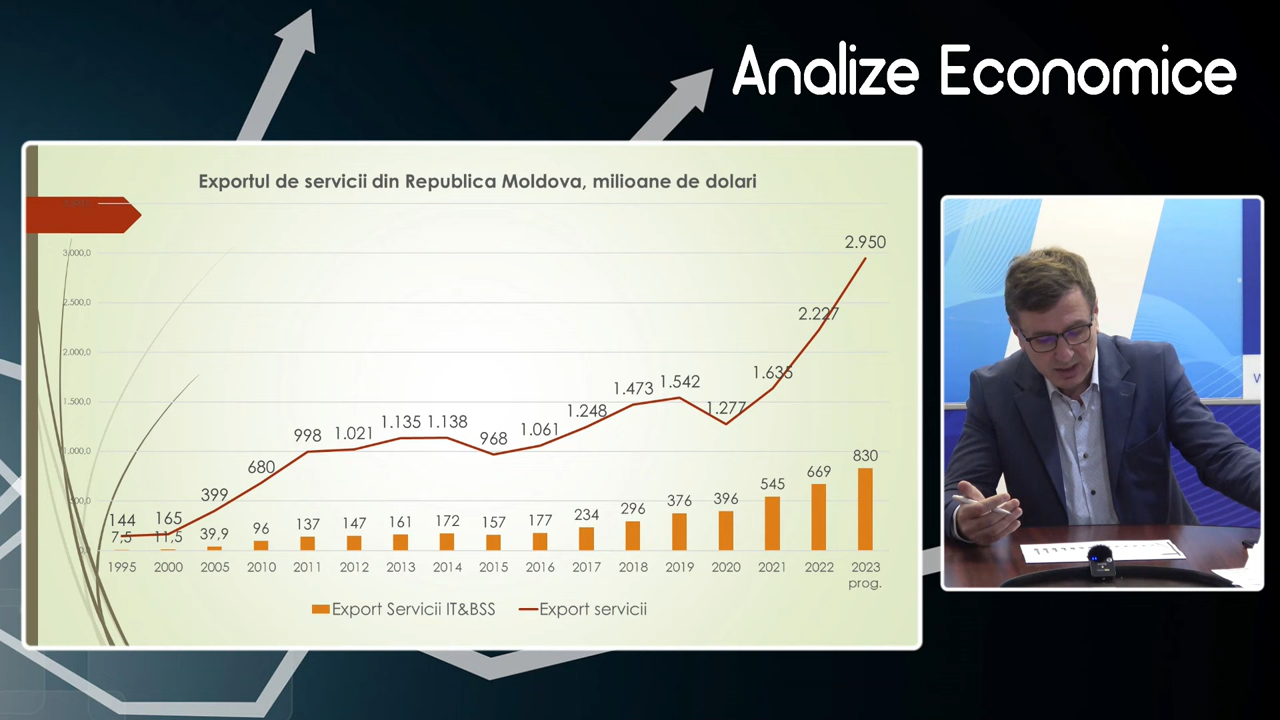 Analize Economice
Exportul de servicii din Republica Moldova, milioane de dolari
3.000,0
2.500,0
2.000,0
1.500,0
1.000,0
500,0
0,0
144 165 399 680 998 1.021 1.135 1.138 968 1.061 1.248 1.473 1.542 1.277 1.635 2.227 2.950
7,5 11,5 39,9 96 137 147 161 172 157 177 234 296 376 396 545 669 830
1995 2000 2005 2010 2011 2012 2013 2014 2015 2016 2017 2018 2019 2020 2021 2022 2023
prog.
Export Servicii IT&BSS Export servicii
W